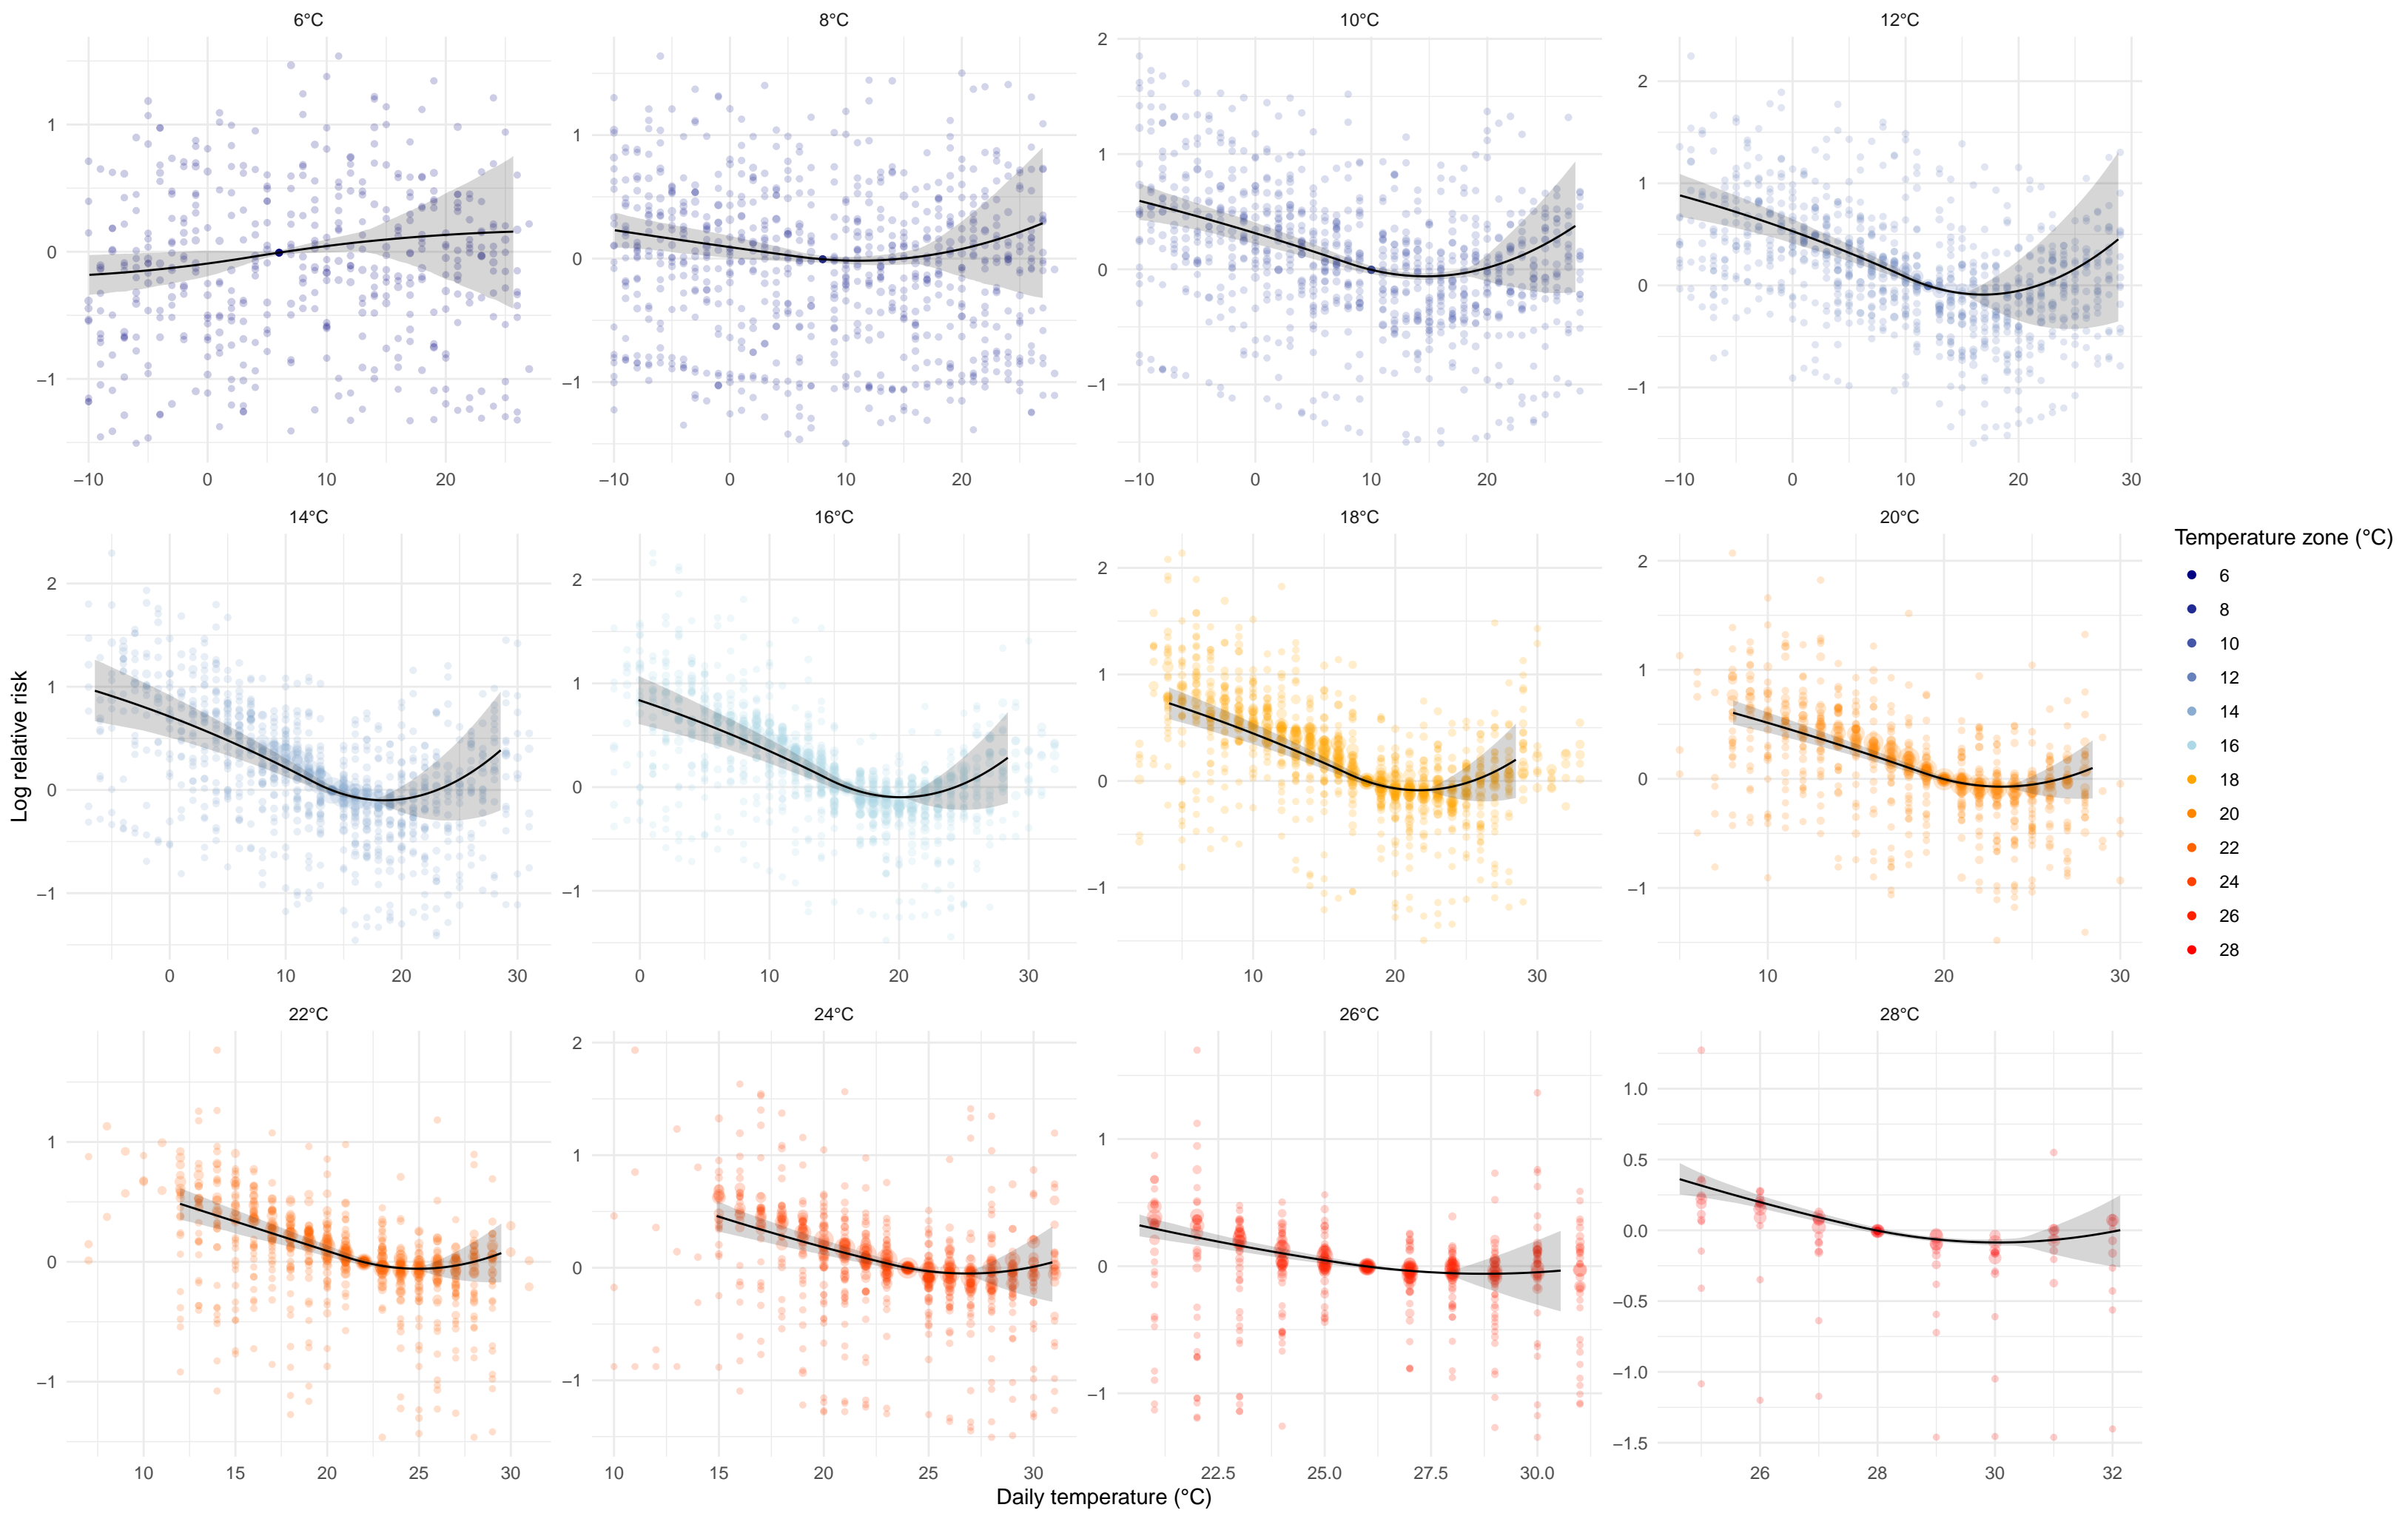 6°C 8°C 10°C 12°C
1 0 −1
1 0 −1
2 1 0 −1
2 1 0 −1
−10 0 10 20
−10 0 10 20
−10 0 10 20
−10 0 10 20 30
14°C 16°C 18°C 20°C
2 1 0 −1
2 1 0 −1
2 1 0 −1
2 1 0 −1
0 10 20 30
0 10 20 30
10 20 30
10 20 30
22°C 24°C 26°C 28°C
1 0 −1
2 1 0 −1
1 0 −1
1.0 0.5 0.0 −0.5 −1.0 −1.5
10 15 20 25 30
10 15 20 25 30
22.5 25.0 27.5 30.0
26 28 30 32
Log relative risk
Daily temperature (°C)
Temperature zone (°C)
6
8
10
12
14
16
18
20
22
24
26
28